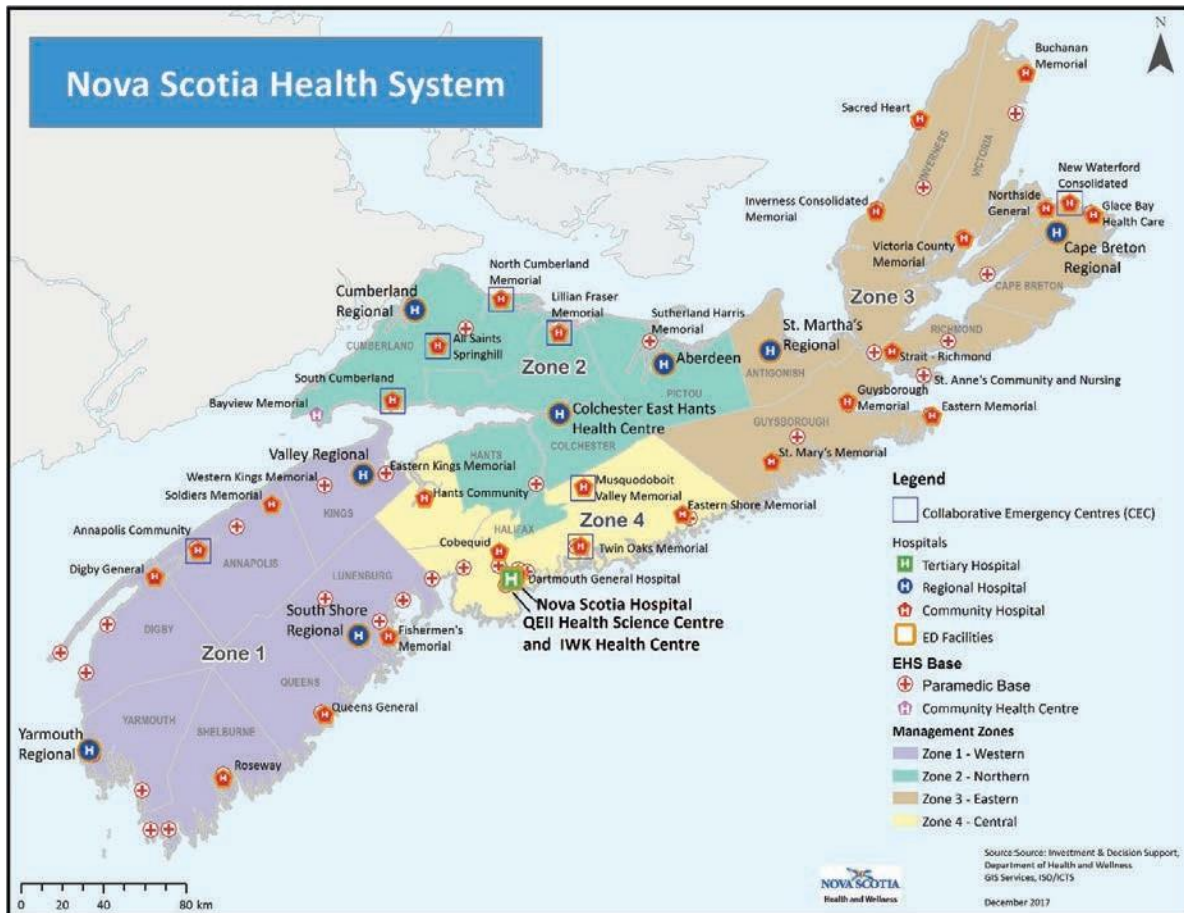 Nova Scotia Health System
N
Buchanan
Memorial
Sacred Heart
INVERNESS
VICTORIA
New Waterford
Consolidated
Northside
General
Glace Bay
Health Care
Inverness Consolidated
Memorial
Victoria County
Memorial
Cape Breton
Regional
CAPE BRETON
North Cumberland
Memorial
Cumberland
Regional
Lillian Fraser
Memorial
Sutherland Harris
Memorial
St. Martha's
Regional
Zone 3
RICHMOND
CUMBERLAND
All Saints
Springhill
Zone 2
Aberdeen
Strait - Richmond
ANTIGONISH
PICTOU
St. Anne's Community and Nursing
South Cumberland
Bayview Memorial
Guysborough
Memorial
Eastern Memorial
Colchester East Hants
Health Centre
GUYSBOROUGH
COLCHESTER
HANTS
St. Mary's Memorial
Valley Regional
Eastern Kings Memorial
Western Kings Memorial
Soldiers Memorial
Hants Community
Musquodoboit
Valley Memorial
Eastern Shore Memorial
KINGS
Annapolis Community
HALIFAX
Zone 4
Cobequid
Twin Oaks Memorial
ANNAPOLIS
Digby General
LUNENBURG
Dartmouth General Hospital
Nova Scotia Hospital
QEII Health Science Centre
and IWK Health Centre
South Shore
Regional
Fishermen's
Memorial
DIGBY
Zone 1
QUEENS
Queens General
YARMOUTH
SHELBURNE
Yarmouth
Regional
Roseway
Legend
Collaborative Emergency Centres (CEC)
Hospitals
H Tertiary Hospital
H Regional Hospital
H Community Hospital
ED Facilities
EHS Base
Paramedic Base
H Community Health Centre
Management Zones
Zone 1 - Western
Zone 2 - Northern
Zone 3 - Eastern
Zone 4 - Central
0 20 40 80 km
NOVA SCOTIA
Health and Wellness
Source:Source: Investment & Decision Support,
Department of Health and Wellness
GIS Services, ISD/ICTS
December 2017